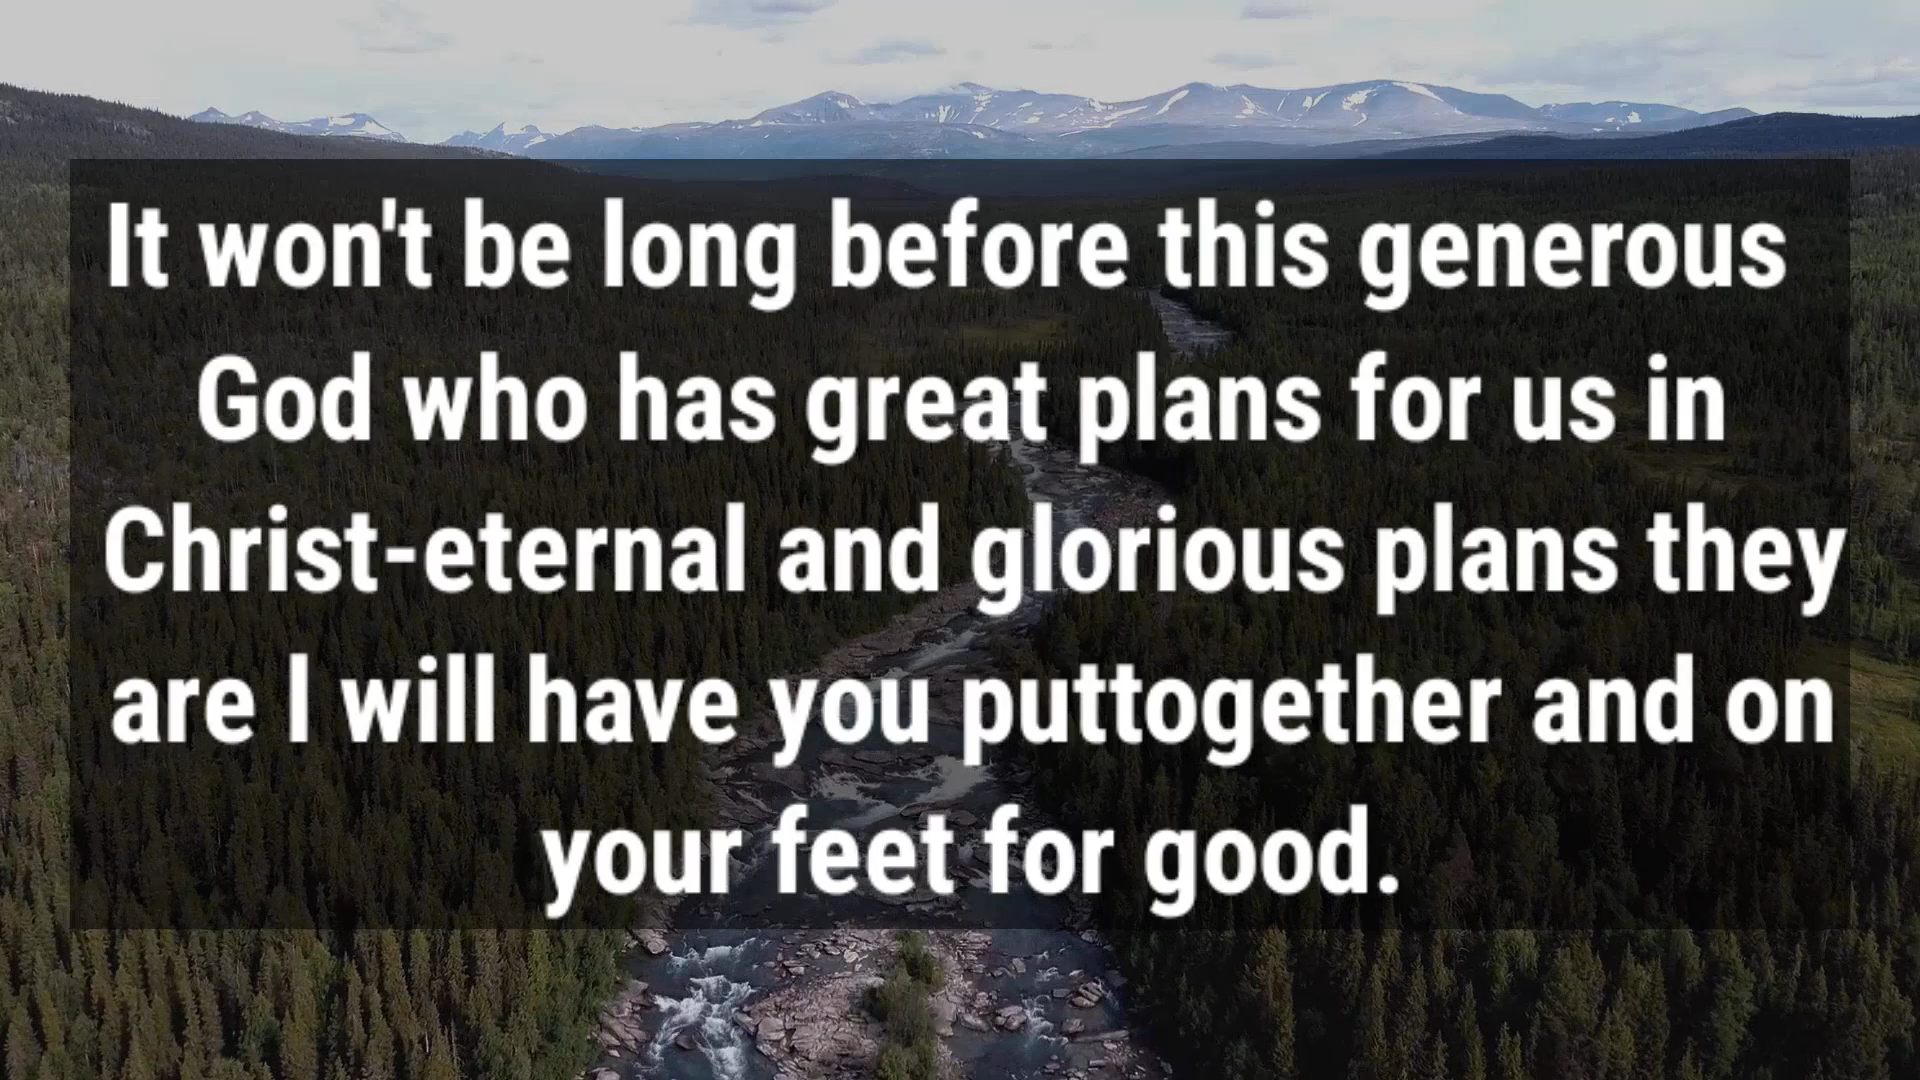 It won't be long before this generous
God who has great plans for us in
Christ-eternal and glorious plans they
are I will have you puttogether and on
your feet for good.